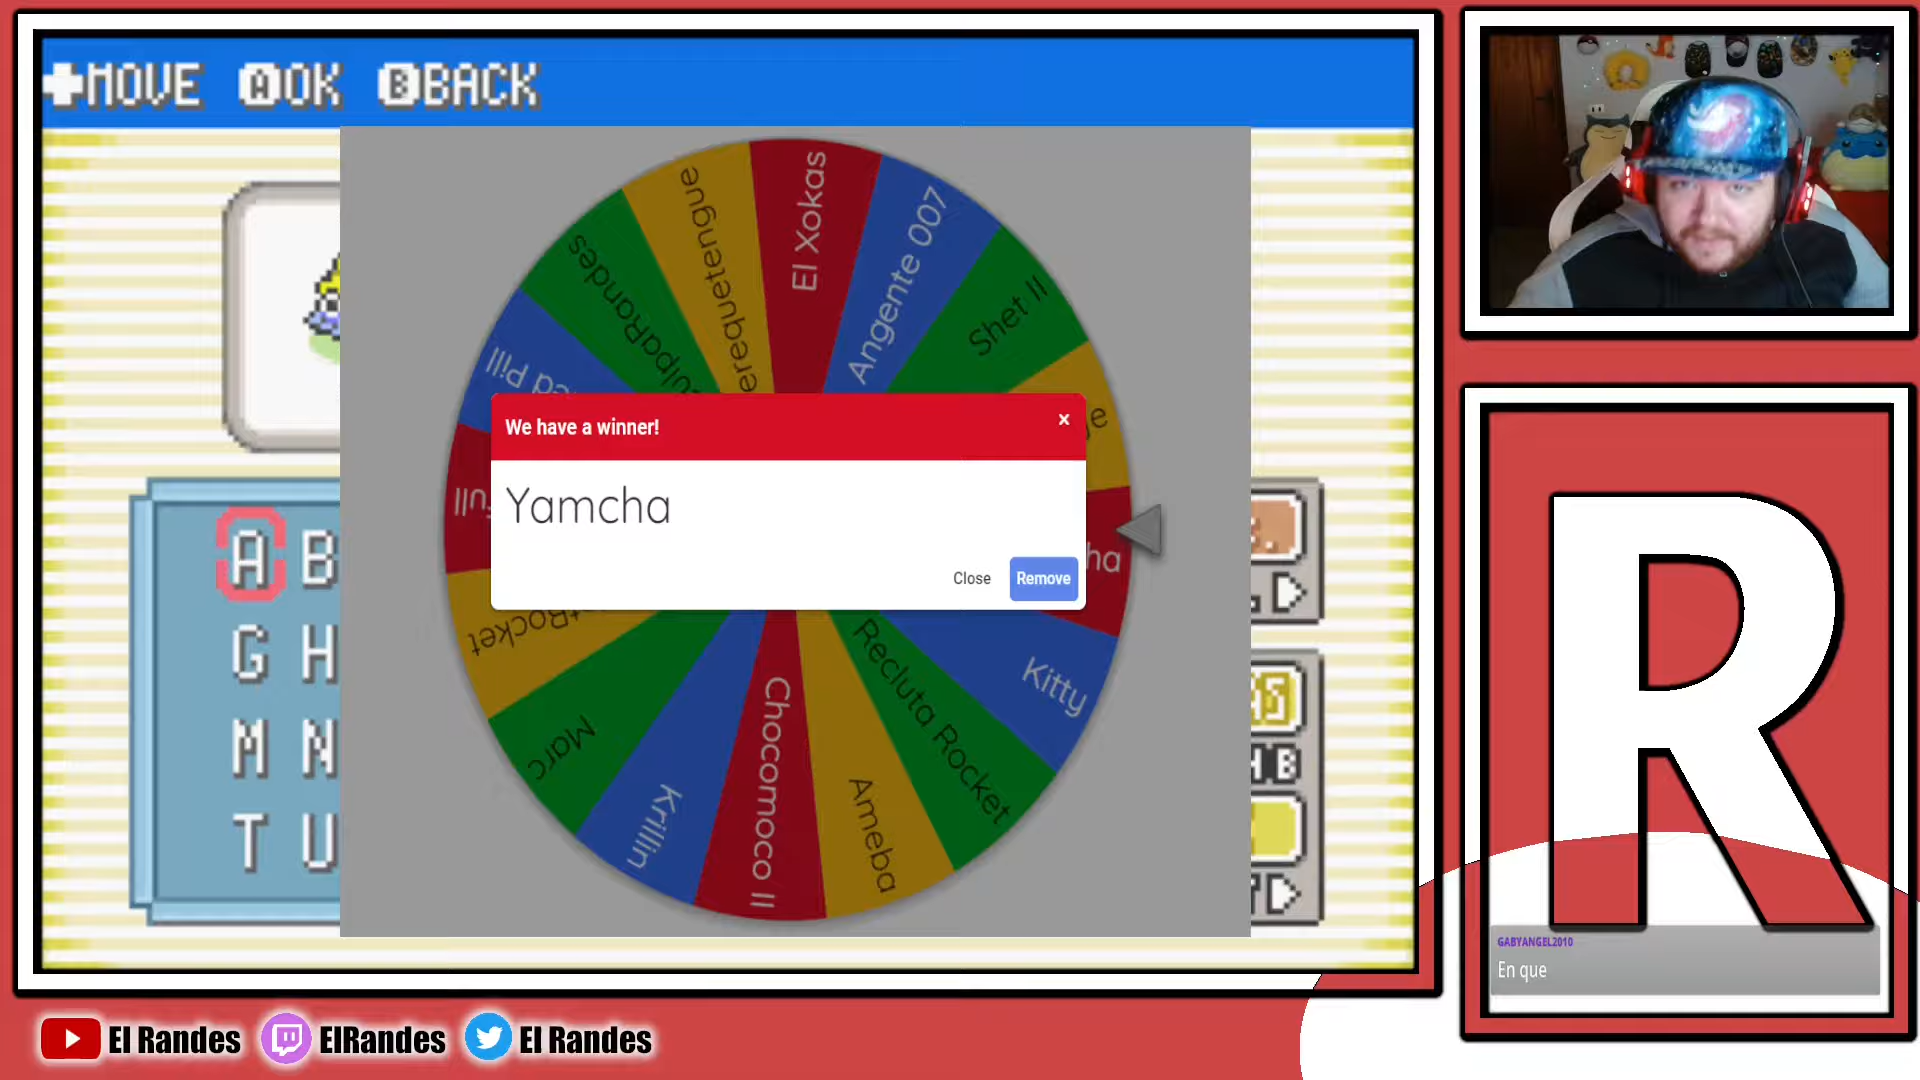 MOVE A OK B BACK
El Xokas
Angente 007
Shet II
Kitty
Recluta Rocket
Ameba
Chocomoco II
Krillin
Marc
We have a winner!
×
Yamcha
Close
Remove
A B
G H
M N
T U
R
GABYANGEL2010
En que
El Randes
ElRandes
El Randes